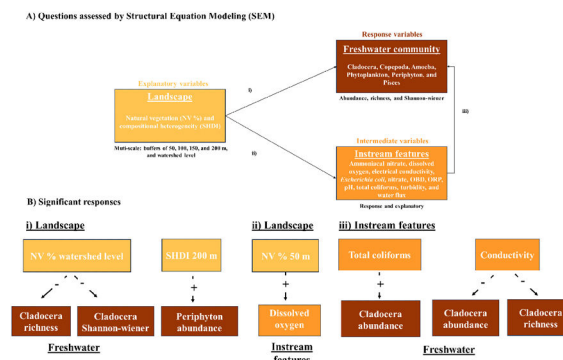 A) Questions assessed by Structural Equation Modeling (SEM)
Response variables
Freshwater community
Cladocera, Copepoda, Amoeba,
Phytoplankton, Periphyton, and
Pisces
Abundance, richness, and Shannon-wiener
Explanatory variables
Landscape
Natural vegetation (NV %) and
compositional heterogeneity (SHDI)
Muti-scale: buffers of 50, 100, 150, and 200 m,
and watershed level
i)
ii)
iii)
Intermediate variables
Instream features
Ammoniacal nitrate, dissolved
oxygen, electrical conductivity,
Escherichia coli, nitrate, ORP,
pH, total coliforms, turbidity, and
water flux
Response and explanatory
B) Significant responses
i) Landscape
ii) Landscape
iii) Instream features
NV % watershed level
SHDI 200 m
NV % 50 m
Total coliforms
Conductivity
- - + + - - -
Cladocera richness
Cladocera Shannon-wiener
Periphyton abundance
Dissolved oxygen
Cladocera abundance
Cladocera abundance
Cladocera richness
Freshwater
Instream features
Freshwater